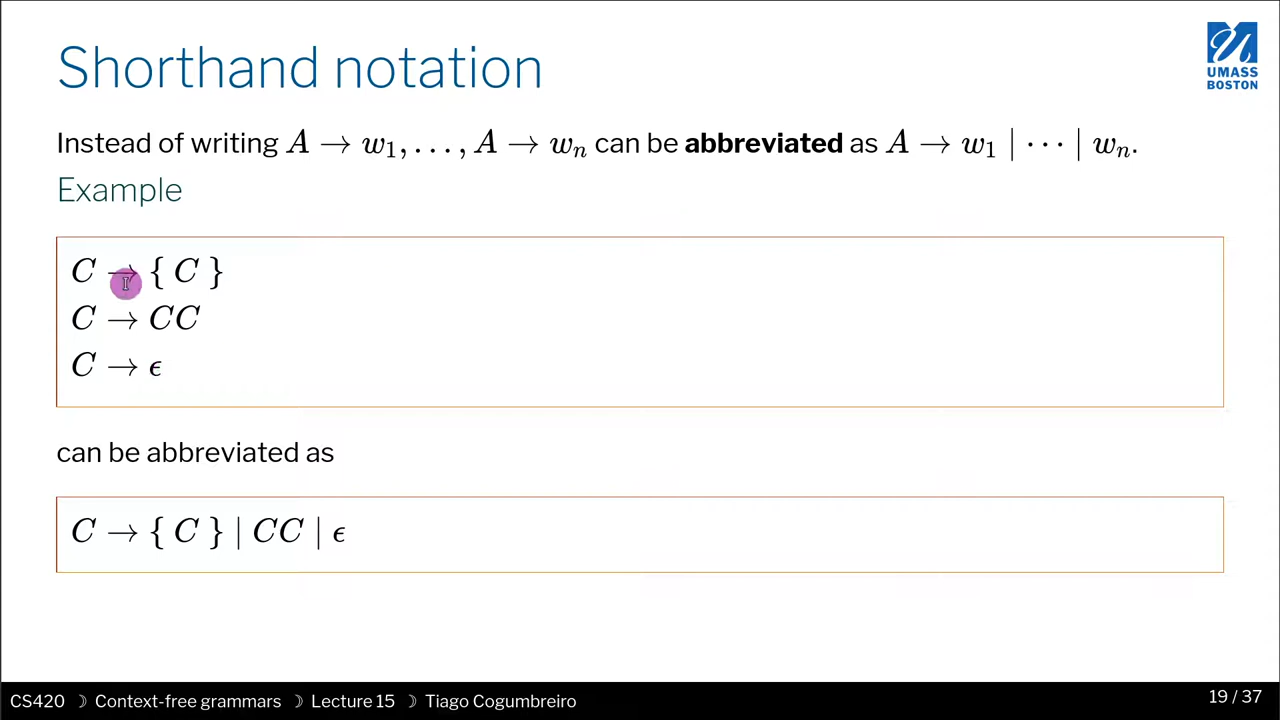 Shorthand notation
UMASS
BOSTON
Instead of writing A → w₁, …, A → wₙ can be abbreviated as A → w₁ | ⋯ | wₙ.
Example
C → { C }
C → CC
C → ϵ
can be abbreviated as
C → { C } | CC | ϵ
CS420 ☽ Context-free grammars ☽ Lecture 15 ☽ Tiago Cogumbreiro
19 / 37